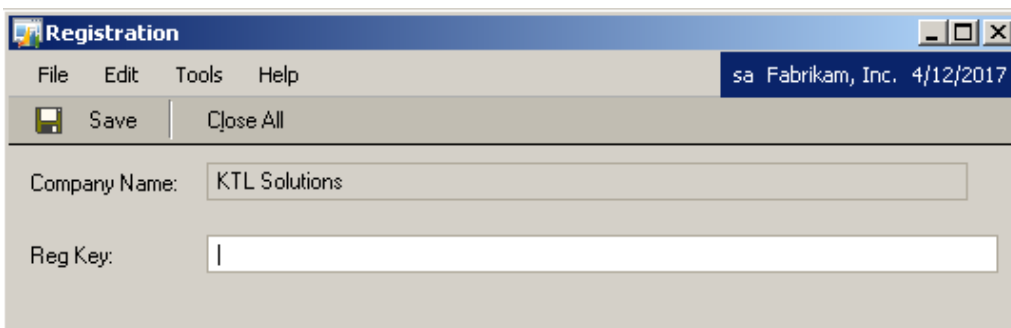 Registration
File Edit Tools Help sa Fabrikam, Inc. 4/12/2017
Save Close All
Company Name: KTL Solutions
Reg Key: